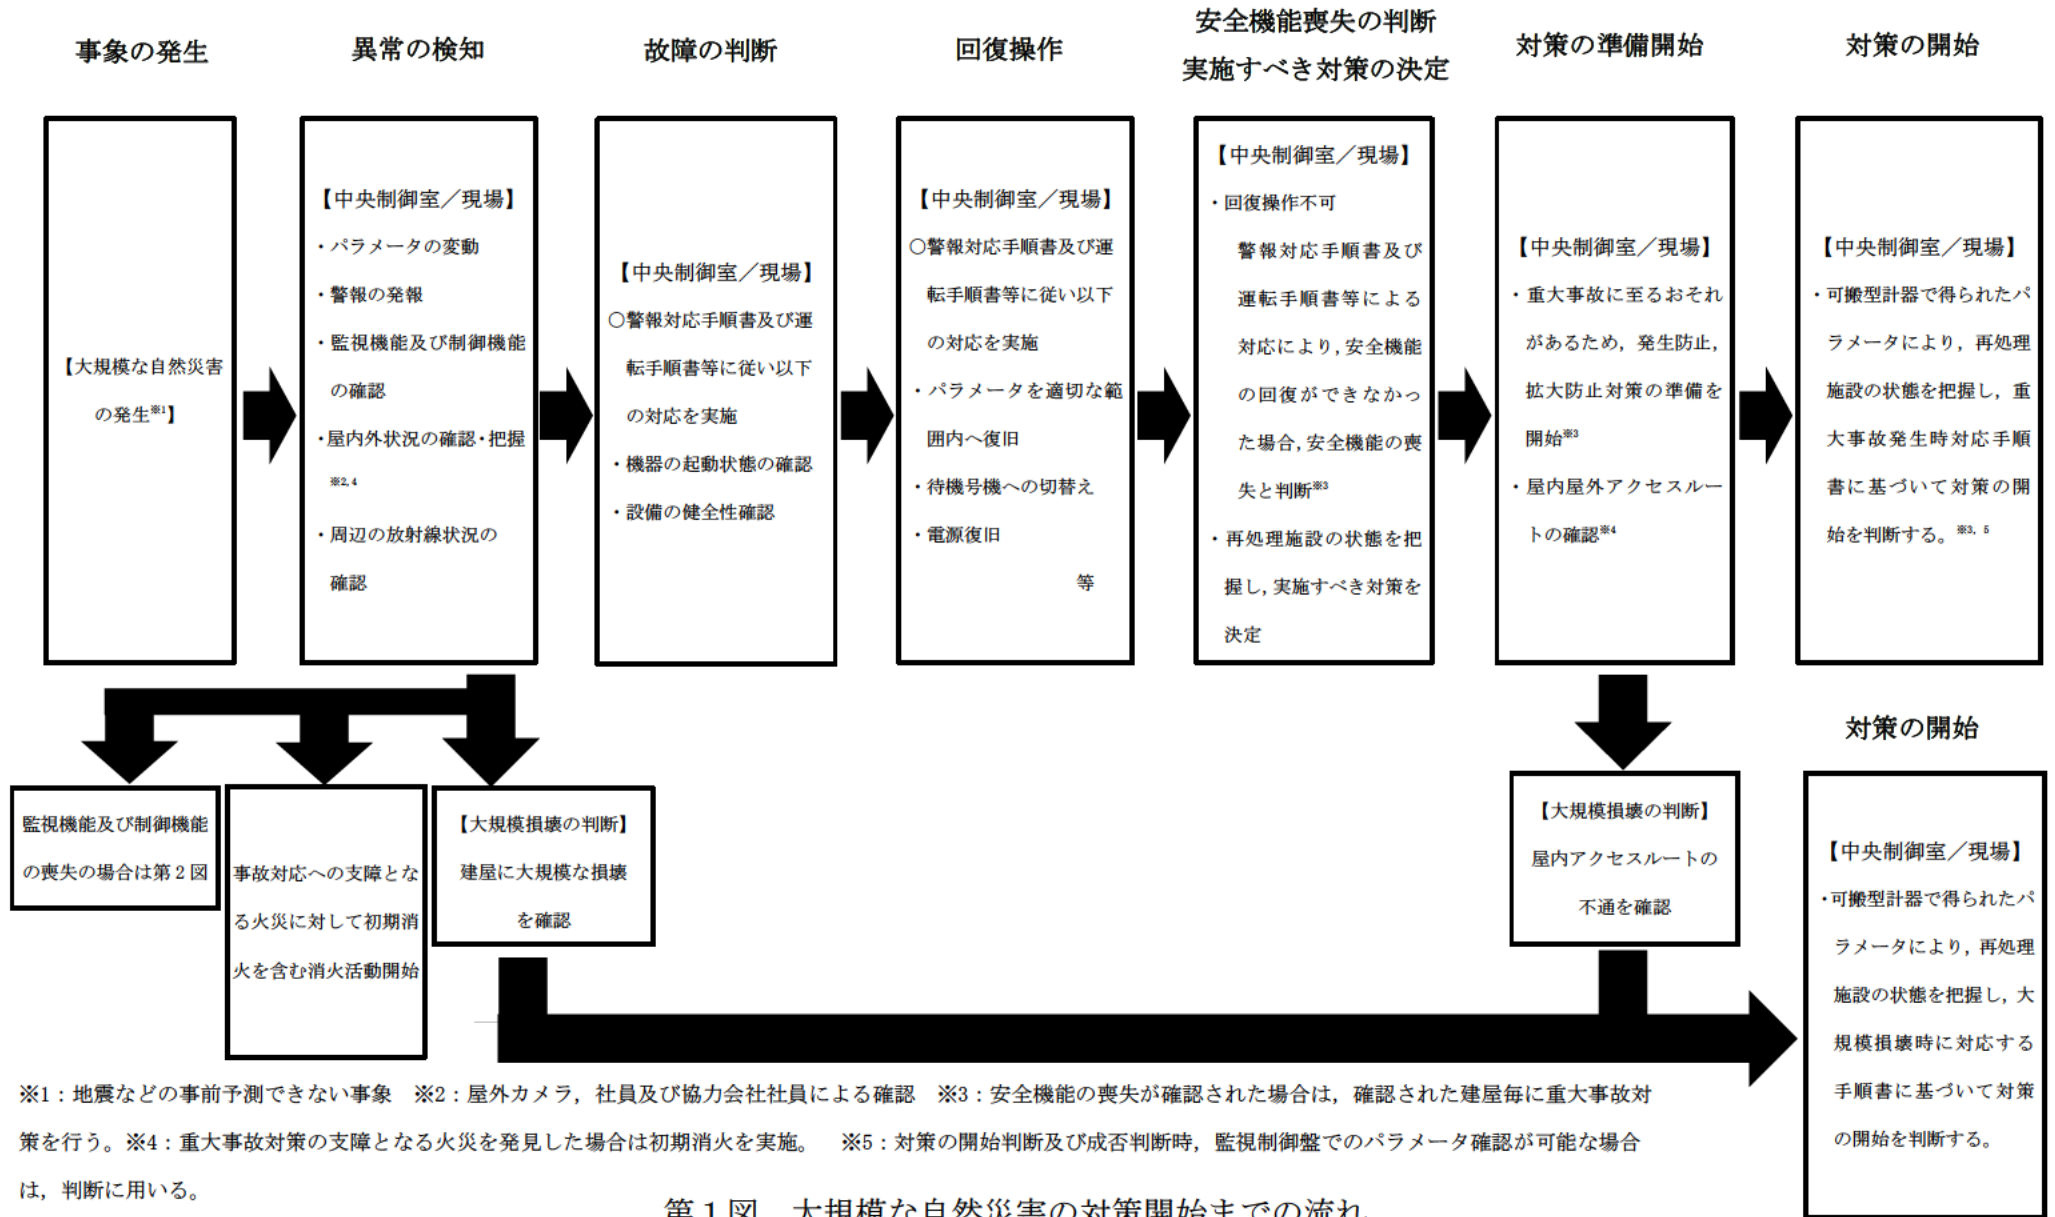 事象の発生
異常の検知
故障の判断
回復操作
安全機能喪失の判断
実施すべき対策の決定
対策の準備開始
対策の開始
【大規模な自然災害
の発生※1】
【中央制御室／現場】
・パラメータの変動
・警報の発報
・監視機能及び制御機能
の確認
・屋内外状況の確認・把握
※2,4
・周辺の放射線状況の
確認
【中央制御室／現場】
○警報対応手順書及び運
転手順書等に従い以下
の対応を実施
・機器の起動状態の確認
・設備の健全性確認
【中央制御室／現場】
○警報対応手順書及び運
転手順書等に従い以下
の対応を実施
・パラメータを適切な範
囲内へ復旧
・待機号機への切替え
・電源復旧
等
【中央制御室／現場】
・回復操作不可
警報対応手順書及び
運転手順書等による
対応により，安全機能
の回復ができなかっ
た場合，安全機能の喪
失と判断※3
・再処理施設の状態を把
握し，実施すべき対策を
決定
【中央制御室／現場】
・重大事故に至るおそれ
があるため，発生防止，
拡大防止対策の準備を
開始※3
・屋内屋外アクセスルー
トの確認※4
【中央制御室／現場】
・可搬型計器で得られたパ
ラメータにより，再処理
施設の状態を把握し，重
大事故発生時対応手順
書に基づいて対策の開
始を判断する。※3，5
監視機能及び制御機能
の喪失の場合は第２図
事故対応への支障とな
る火災に対して初期消
火を含む消火活動開始
【大規模損壊の判断】
建屋に大規模な損壊
を確認
【大規模損壊の判断】
屋内アクセスルートの
不通を確認
対策の開始
【中央制御室／現場】
・可搬型計器で得られたパ
ラメータにより，再処理
施設の状態を把握し，大
規模損壊時に対応する
手順書に基づいて対策
の開始を判断する。
※1：地震などの事前予測できない事象　※2：屋外カメラ，社員及び協力会社社員による確認　※3：安全機能の喪失が確認された場合は，確認された建屋毎に重大事故対
策を行う。※4：重大事故対策の支障となる火災を発見した場合は初期消火を実施。　※5：対策の開始判断及び成否判断時，監視制御盤でのパラメータ確認が可能な場合
は，判断に用いる。
第１図　大規模な自然災害の対策開始までの流れ